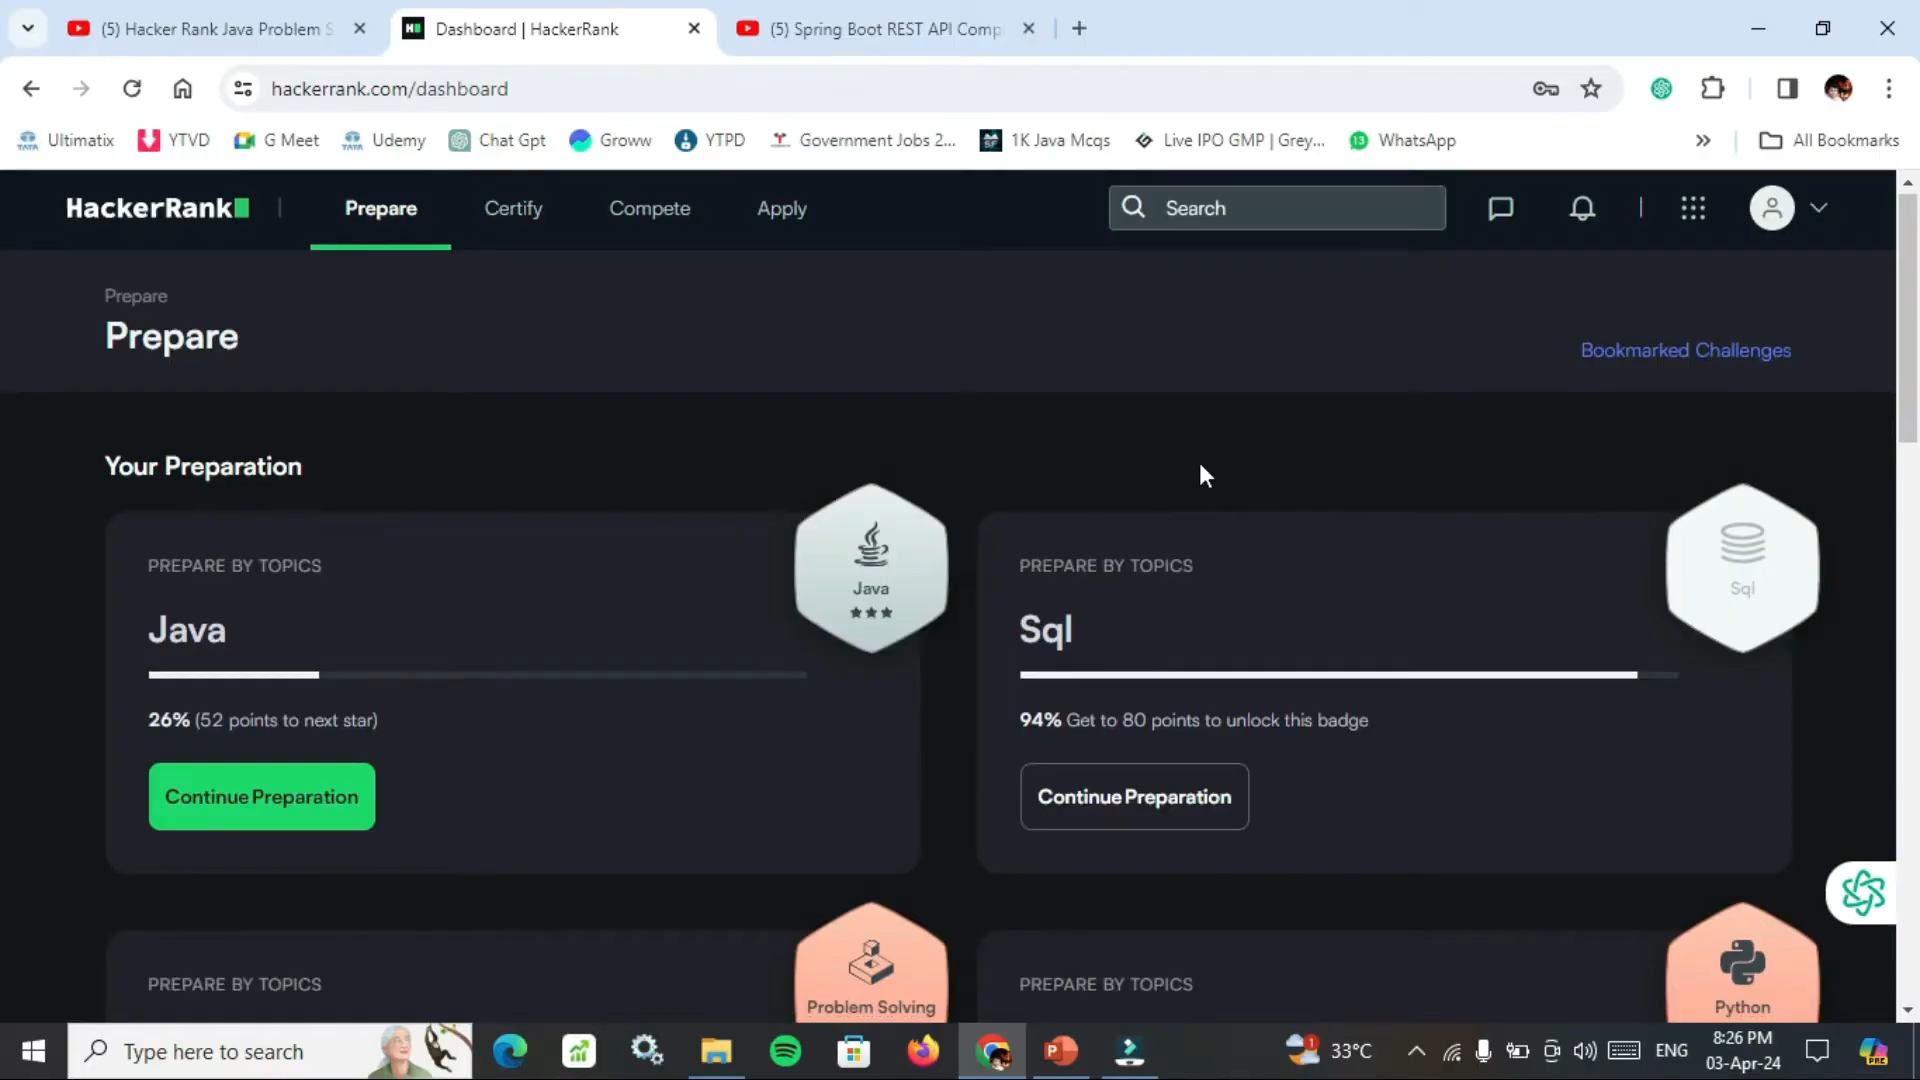 (5) Hacker Rank Java Problem S
Dashboard | HackerRank
(5) Spring Boot REST API Comp
hackerrank.com/dashboard
Ultimatix
YTVD
G Meet
Udemy
Chat Gpt
Groww
YTPD
Government Jobs 2...
1K Java Mcqs
Live IPO GMP | Grey...
13
WhatsApp
All Bookmarks
HackerRank
Prepare
Certify
Compete
Apply
Search
Prepare
Prepare
Bookmarked Challenges
Your Preparation
PREPARE BY TOPICS
Java
Java
26% (52 points to next star)
Continue Preparation
PREPARE BY TOPICS
Sql
Sql
94% Get to 80 points to unlock this badge
Continue Preparation
PREPARE BY TOPICS
Problem Solving
PREPARE BY TOPICS
Python
Type here to search
1
33°C
ENG
8:26 PM
03-Apr-24
PRE